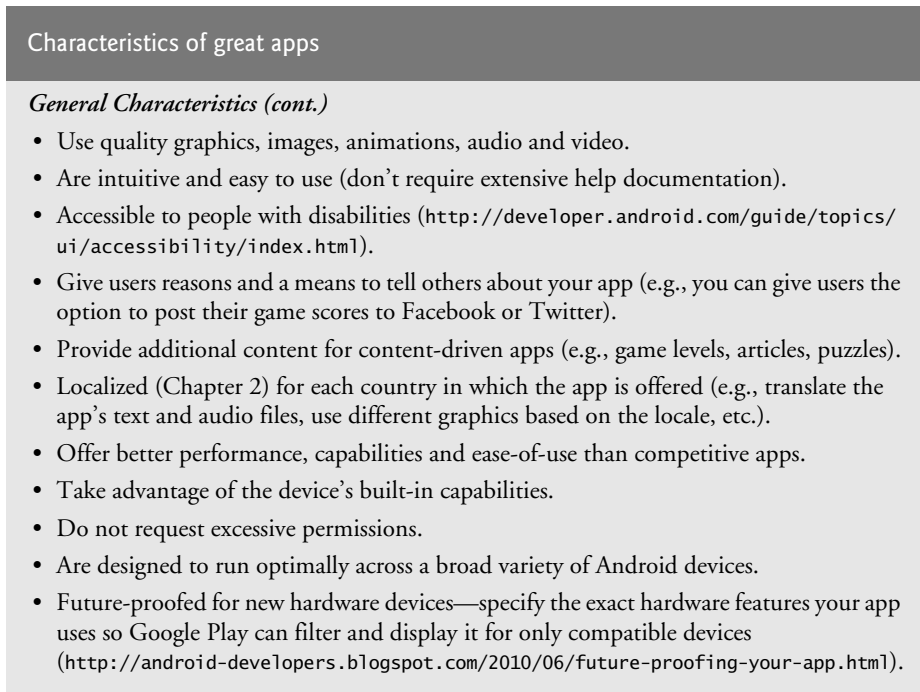 Characteristics of great apps
General Characteristics (cont.)
• Use quality graphics, images, animations, audio and video.
• Are intuitive and easy to use (don't require extensive help documentation).
• Accessible to people with disabilities (http://developer.android.com/guide/topics/
ui/accessibility/index.html).
• Give users reasons and a means to tell others about your app (e.g., you can give users the
option to post their game scores to Facebook or Twitter).
• Provide additional content for content-driven apps (e.g., game levels, articles, puzzles).
• Localized (Chapter 2) for each country in which the app is offered (e.g., translate the
app's text and audio files, use different graphics based on the locale, etc.).
• Offer better performance, capabilities and ease-of-use than competitive apps.
• Take advantage of the device's built-in capabilities.
• Do not request excessive permissions.
• Are designed to run optimally across a broad variety of Android devices.
• Future-proofed for new hardware devices—specify the exact hardware features your app
uses so Google Play can filter and display it for only compatible devices
(http://android-developers.blogspot.com/2010/06/future-proofing-your-app.html).